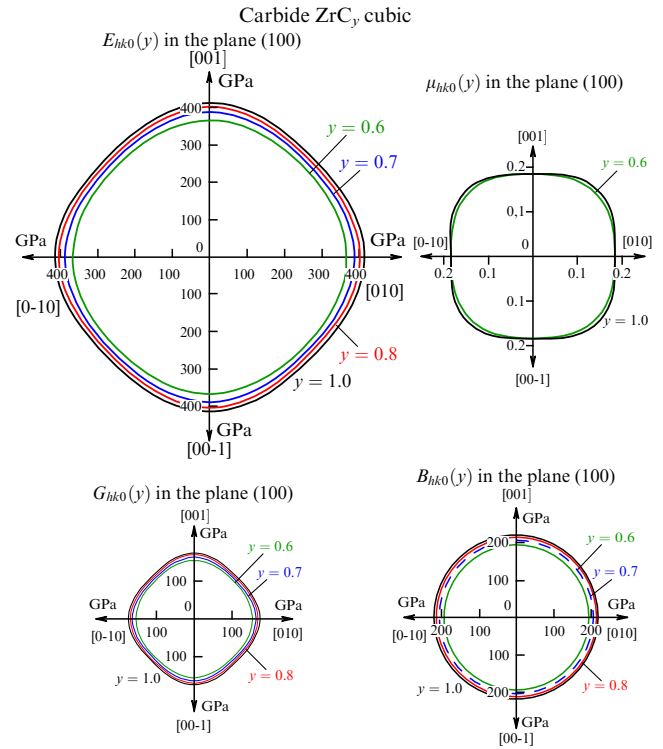 Carbide ZrC_y cubic
E_hk0(y) in the plane (100)
[001]
GPa
400
300
200
100
0
y = 0.6
y = 0.7
GPa
400 300 200 100 100 200 300 400
[0-10]
[010]
100
200
300
400
y = 0.8
y = 1.0
GPa
[00-1]
μ_hk0(y) in the plane (100)
[001]
0.2
y = 0.6
0.1
[0-10]
0
[010]
0.2 0.1 0.1 0.2
0.1
0.2
y = 1.0
[00-1]
G_hk0(y) in the plane (100)
[001]
GPa
y = 0.6
100
y = 0.7
GPa
0
GPa
[0-10] 100 100 [010]
100
y = 1.0
y = 0.8
GPa
[00-1]
B_hk0(y) in the plane (100)
[001]
GPa
200
y = 0.6
y = 0.7
100
GPa
0
GPa
[0-10] 200 100 100 200 [010]
100
y = 1.0
y = 0.8
200
GPa
[00-1]